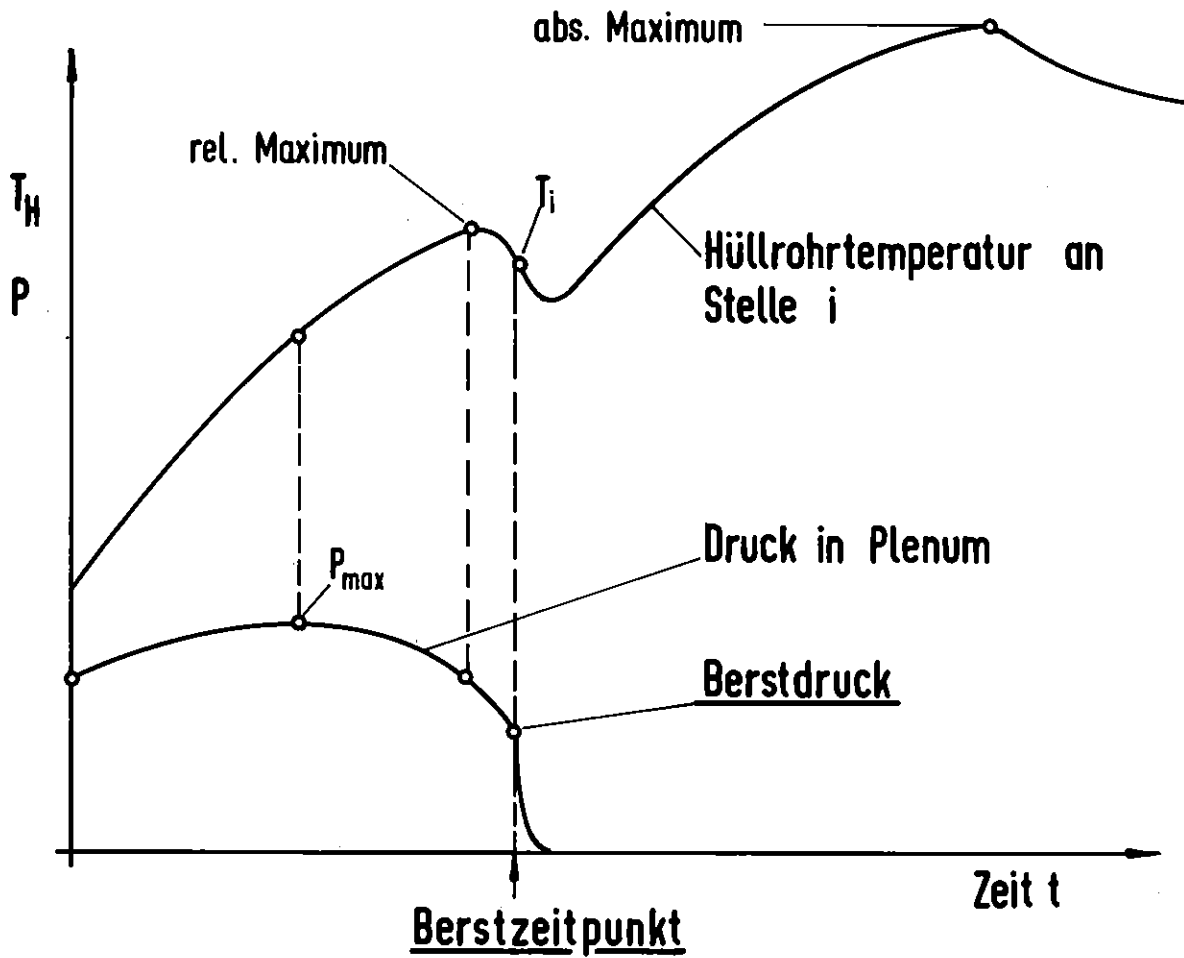 abs. Maximum
rel. Maximum
T_H
P
T_i
Hüllrohrtemperatur an
Stelle i
P_max
Druck in Plenum
Berstdruck
Zeit t
Berstzeitpunkt